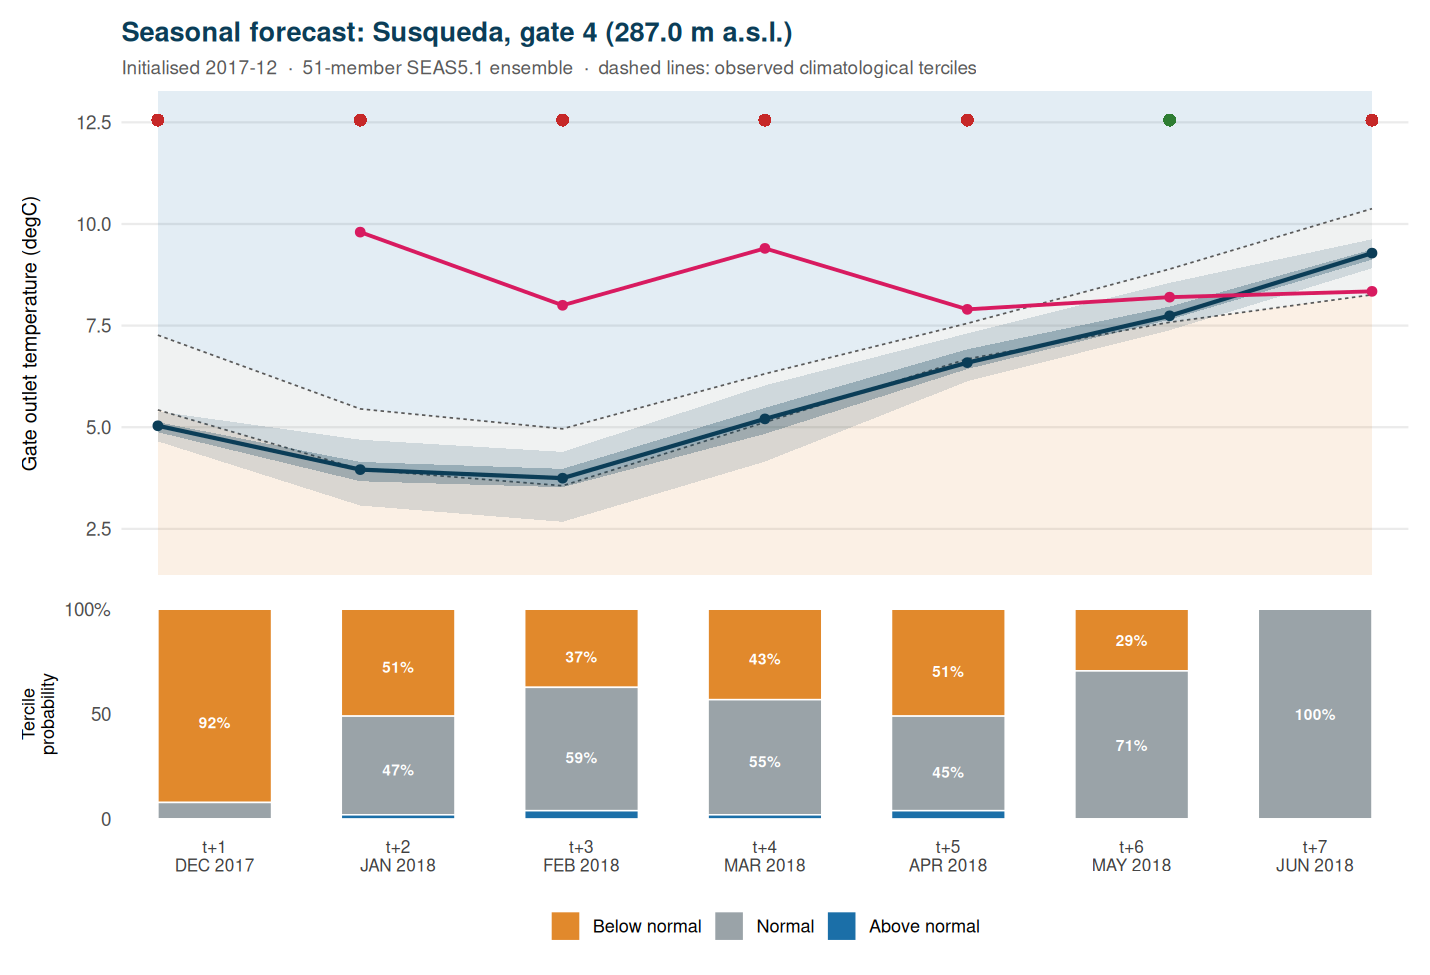 Seasonal forecast: Susqueda, gate 4 (287.0 m a.s.l.)
Initialised 2017-12 · 51-member SEAS5.1 ensemble · dashed lines: observed climatological terciles
Gate outlet temperature (degC)
12.5
10.0
7.5
5.0
2.5
Tercile
probability
100%
50
0
92%
51%
47%
37%
59%
43%
55%
51%
45%
29%
71%
100%
t+1
DEC 2017
t+2
JAN 2018
t+3
FEB 2018
t+4
MAR 2018
t+5
APR 2018
t+6
MAY 2018
t+7
JUN 2018
Below normal
Normal
Above normal